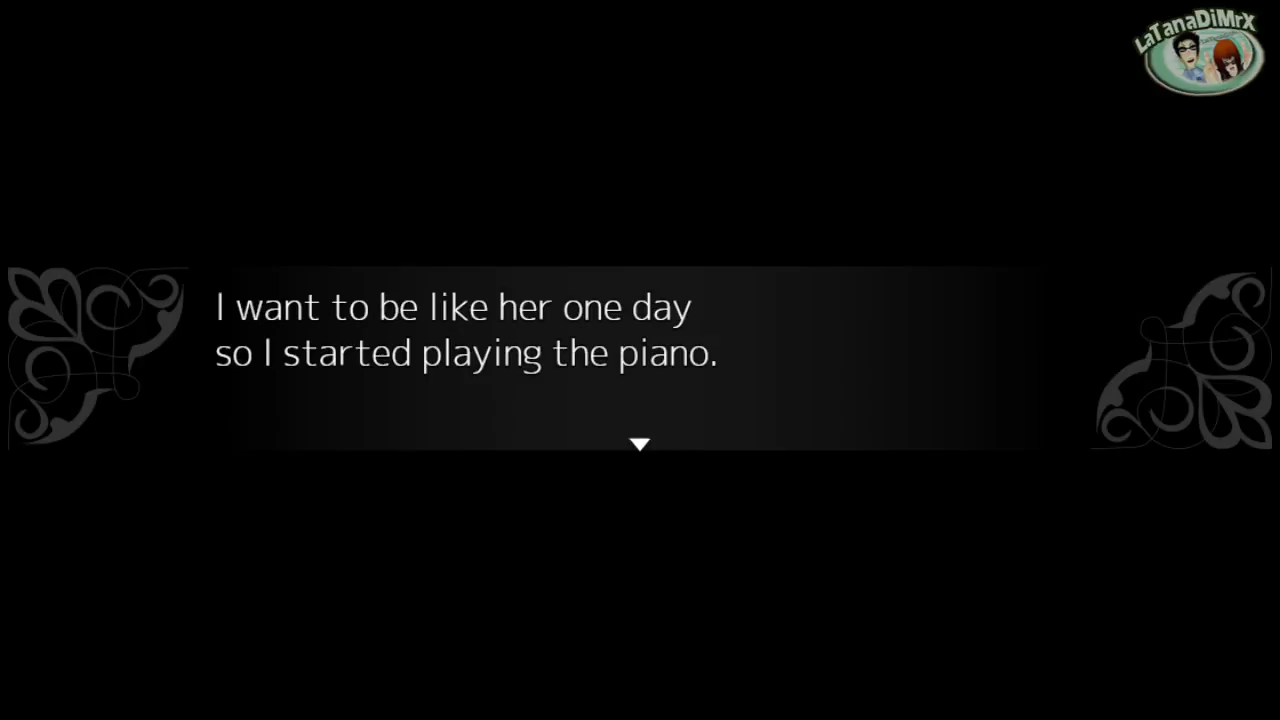 LaTanaDiMrX
I want to be like her one day
so I started playing the piano.